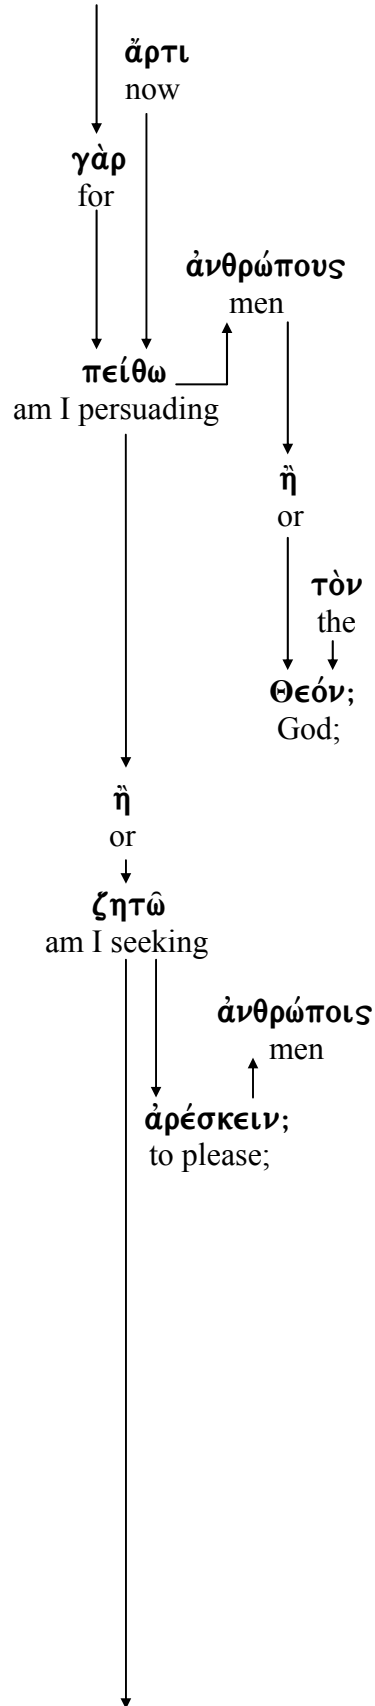 ἄρτι
now
γὰρ
for
ἀνθρώπους
men
πείθω
am I persuading
ἢ
or
τὸν
the
Θεόν;
God;
ἢ
or
ζητῶ
am I seeking
ἀνθρώποις
men
ἀρέσκειν;
to please;